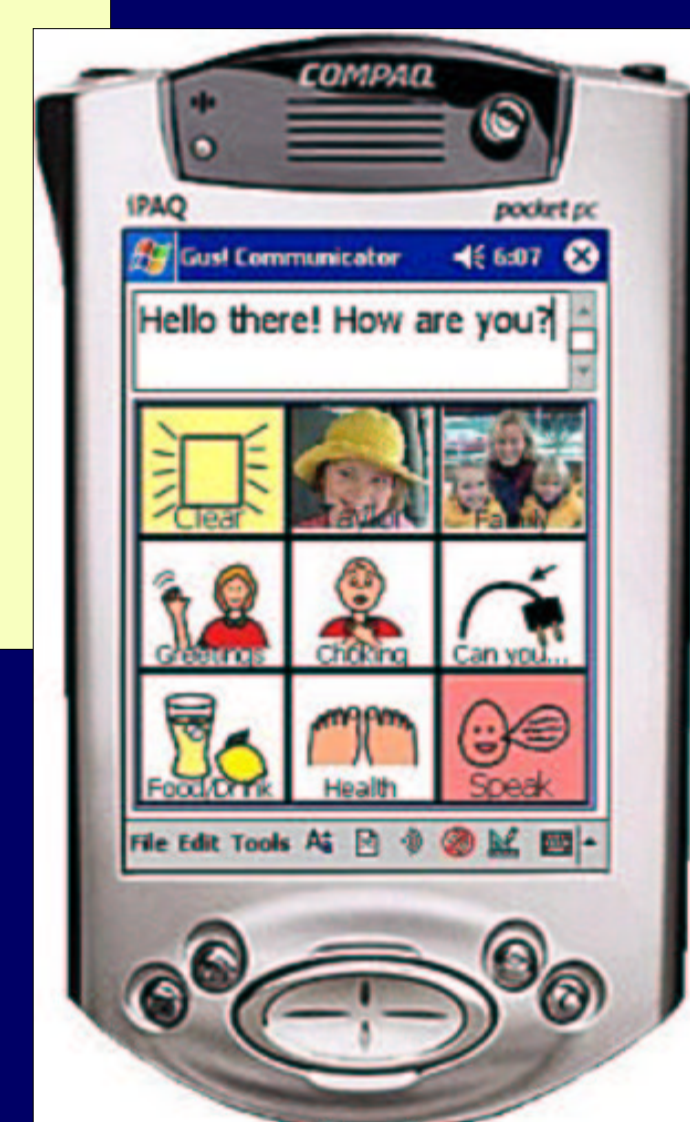 COMPAQ
iPAQ pocket pc
Gus! Communicator 6:07
Hello there! How are you?
Clear Taylor Family
Greetings Choking Can you...
Food/Drink Health Speak
File Edit Tools